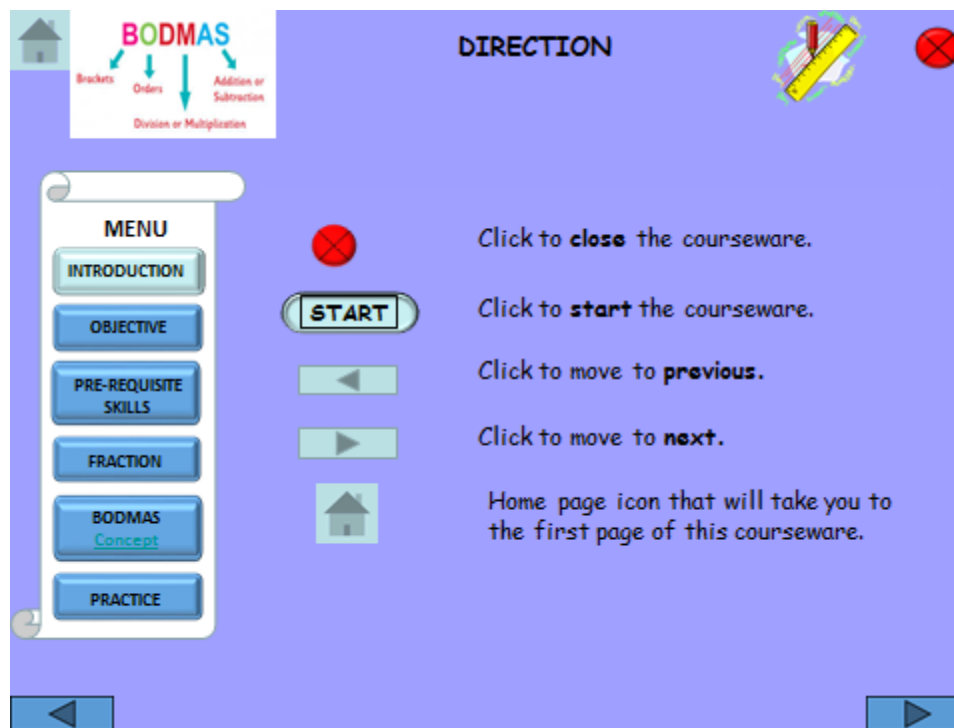 BODMAS
Brackets
Orders
Addition or
Subtraction
Division or Multiplication
DIRECTION
MENU
INTRODUCTION
OBJECTIVE
PRE-REQUISITE
SKILLS
FRACTION
BODMAS
Concept
PRACTICE
Click to close the courseware.
START
Click to start the courseware.
Click to move to previous.
Click to move to next.
Home page icon that will take you to
the first page of this courseware.